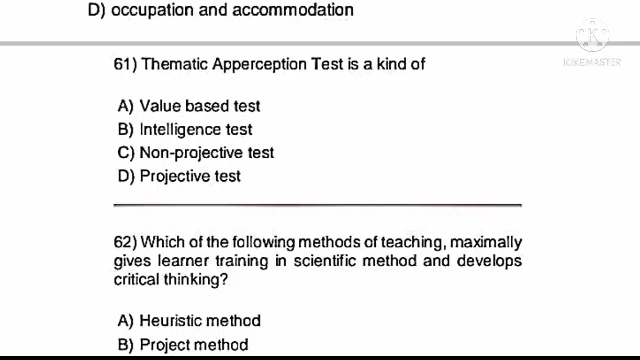 D) occupation and accommodation
KINEMASTER
61) Thematic Apperception Test is a kind of
A) Value based test
B) Intelligence test
C) Non-projective test
D) Projective test
62) Which of the following methods of teaching, maximally
gives learner training in scientific method and develops
critical thinking?
A) Heuristic method
B) Project method